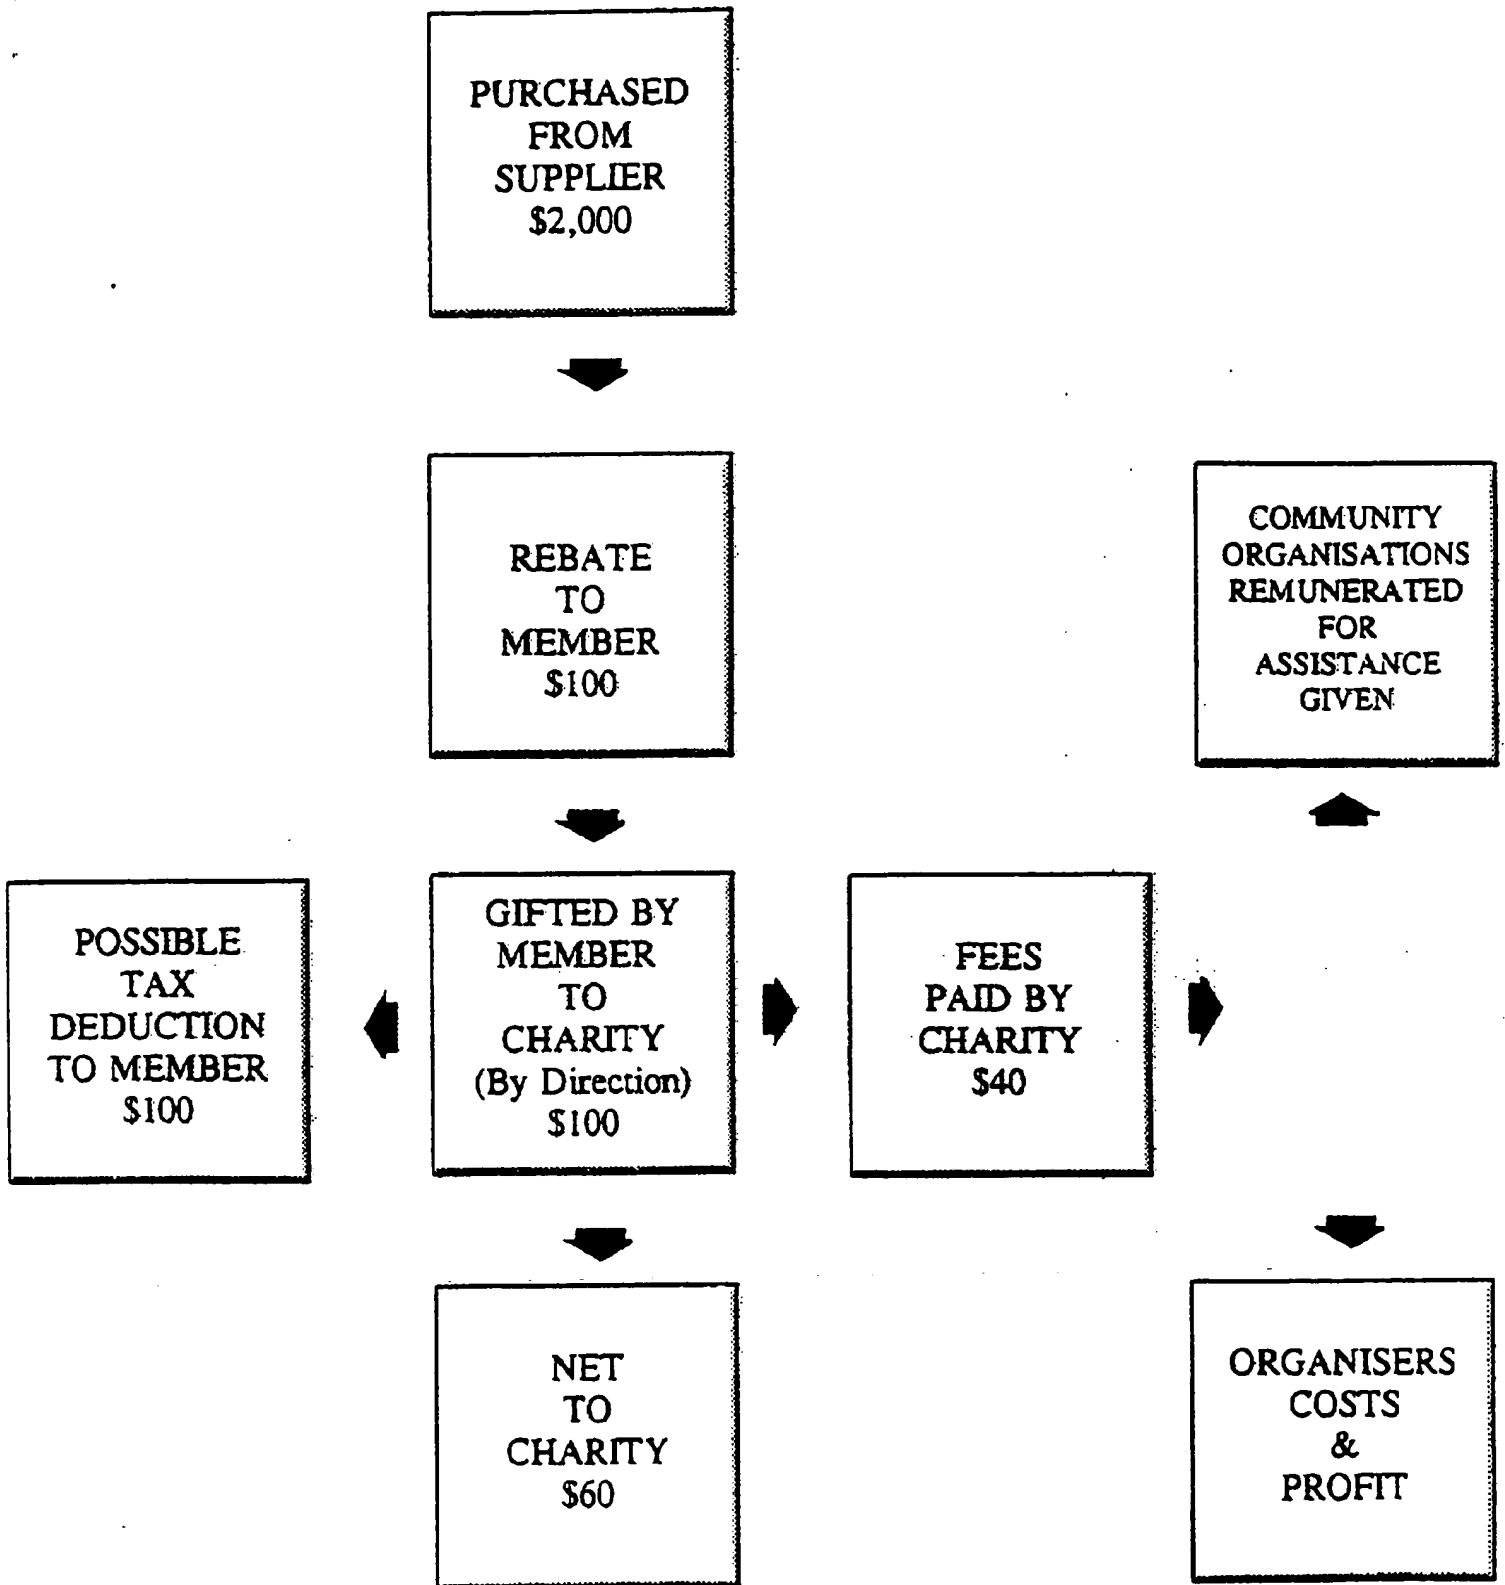 PURCHASED
FROM
SUPPLIER
$2,000
REBATE
TO
MEMBER
$100
COMMUNITY
ORGANISATIONS
REMUNERATED
FOR
ASSISTANCE
GIVEN
POSSIBLE
TAX
DEDUCTION
TO MEMBER
$100
GIFTED BY
MEMBER
TO
CHARITY
(By Direction)
$100
FEES
PAID BY
CHARITY
$40
NET
TO
CHARITY
$60
ORGANISERS
COSTS
&
PROFIT